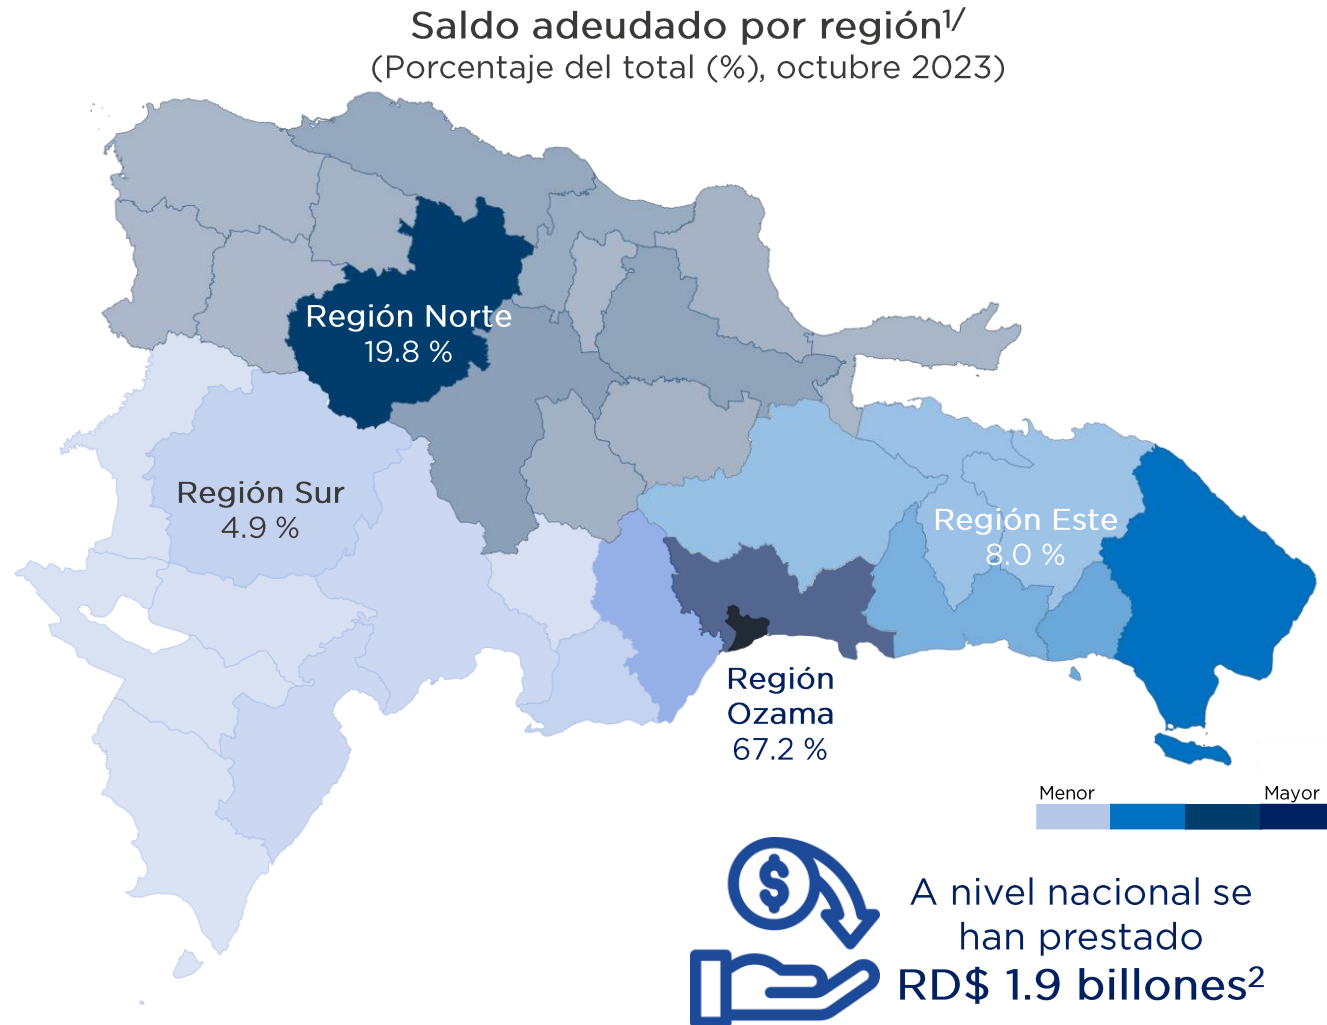 Saldo adeudado por región1/
(Porcentaje del total (%), octubre 2023)
Región Norte
19.8 %
Región Sur
4.9 %
Región Este
8.0 %
Región
Ozama
67.2 %
Menor
Mayor
$
A nivel nacional se
han prestado
RD$ 1.9 billones2